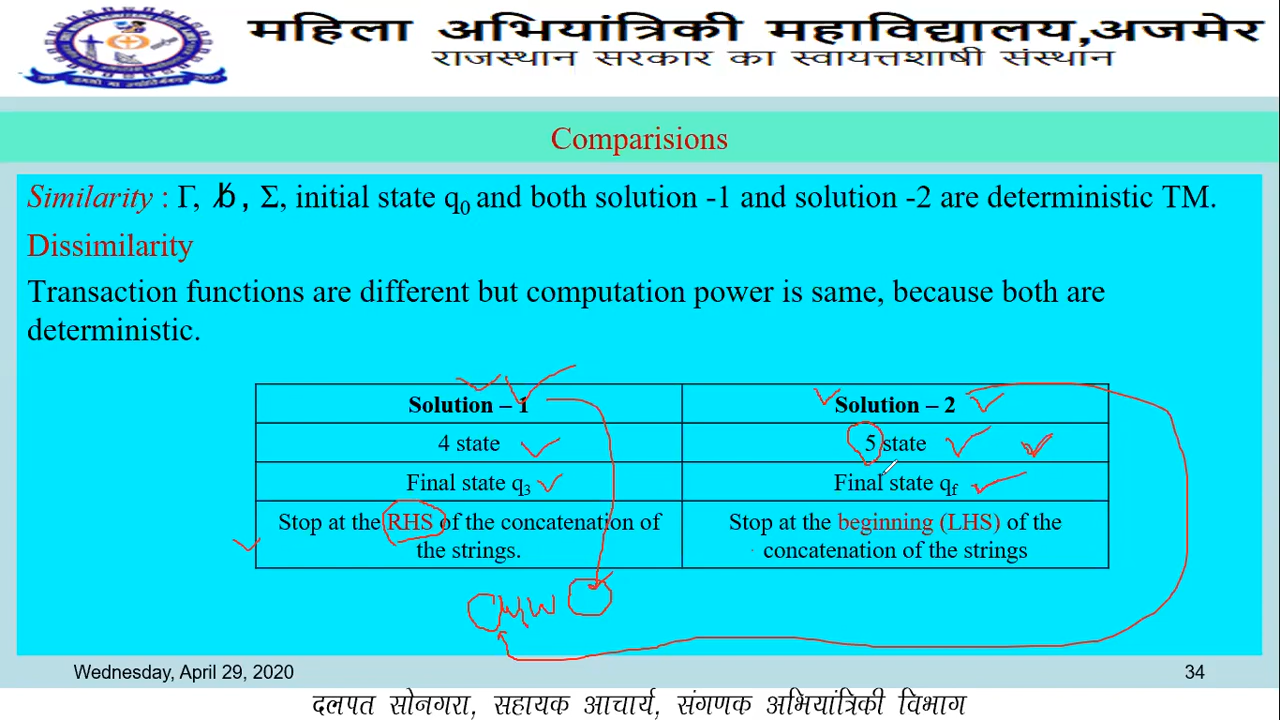 महिला अभियांत्रिकी महाविद्यालय,अजमेर
राजस्थान सरकार का स्वायत्तशाषी संस्थान
2007
Comparisions
Similarity : Γ, b̸, Σ, initial state q0 and both solution -1 and solution -2 are deterministic TM.
Dissimilarity
Transaction functions are different but computation power is same, because both are
deterministic.
Solution – 1 Solution – 2
4 state 5 state
Final state q3 Final state qf
Stop at the RHS of the concatenation of
the strings.
Stop at the beginning (LHS) of the
concatenation of the strings
Wednesday, April 29, 2020 34
दलपत सोनगरा, सहायक आचार्य, संगणक अभियांत्रिकी विभाग